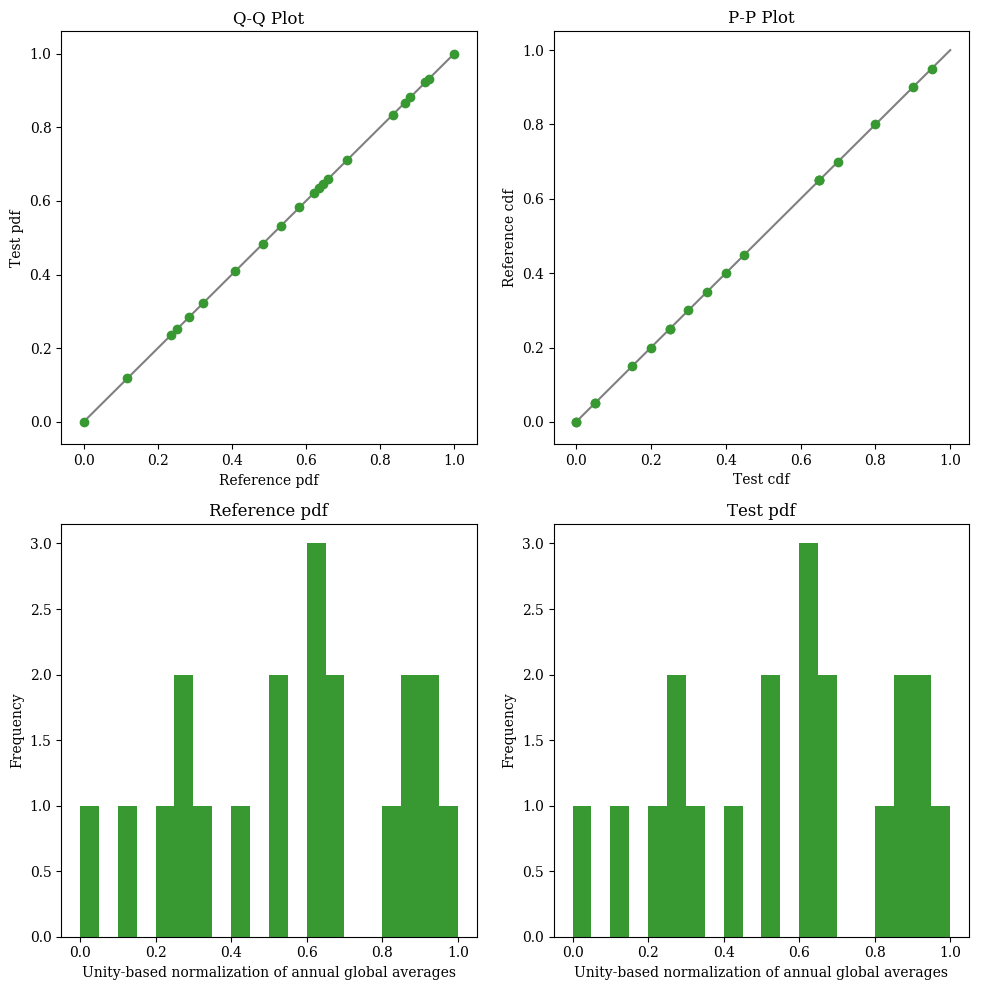 Q-Q Plot
1.0
0.8
0.6
0.4
0.2
0.0
Test pdf
0.0 0.2 0.4 0.6 0.8 1.0
Reference pdf
P-P Plot
1.0
0.8
0.6
0.4
0.2
0.0
Reference cdf
0.0 0.2 0.4 0.6 0.8 1.0
Test cdf
Reference pdf
3.0
2.5
2.0
1.5
1.0
0.5
0.0
Frequency
0.0 0.2 0.4 0.6 0.8 1.0
Unity-based normalization of annual global averages
Test pdf
3.0
2.5
2.0
1.5
1.0
0.5
0.0
Frequency
0.0 0.2 0.4 0.6 0.8 1.0
Unity-based normalization of annual global averages